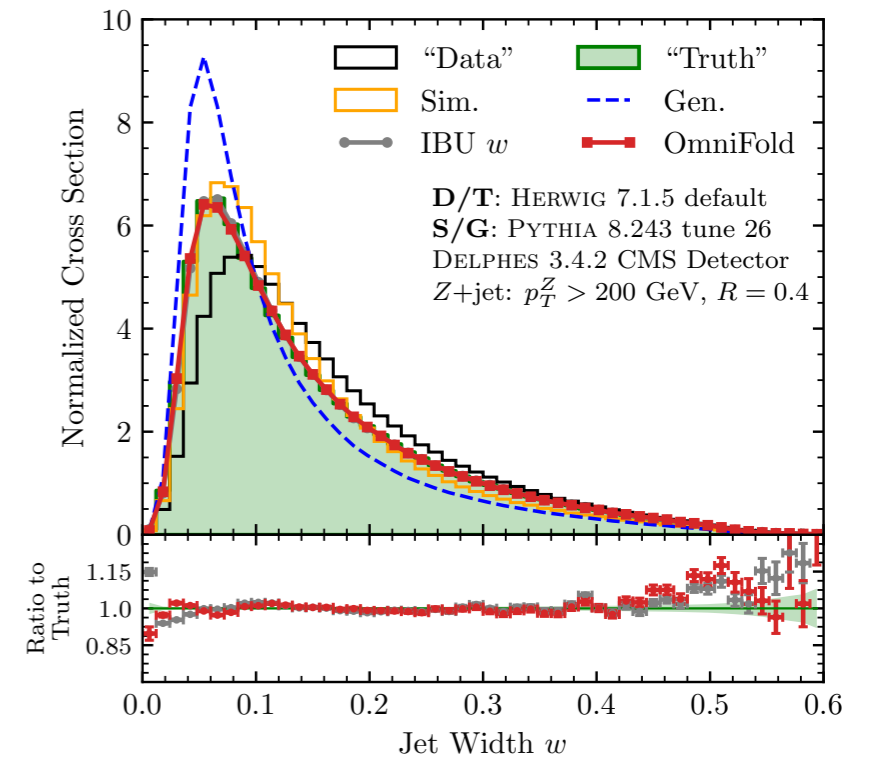 10
8
6
4
2
0
Normalized Cross Section
“Data” “Truth”
Sim. Gen.
IBU w OmniFold
D/T: HERWIG 7.1.5 default
S/G: PYTHIA 8.243 tune 26
DELPHES 3.4.2 CMS Detector
Z+jet: p_T^Z > 200 GeV, R = 0.4
1.15
1.0
0.85
Ratio to
Truth
0.0 0.1 0.2 0.3 0.4 0.5 0.6
Jet Width w